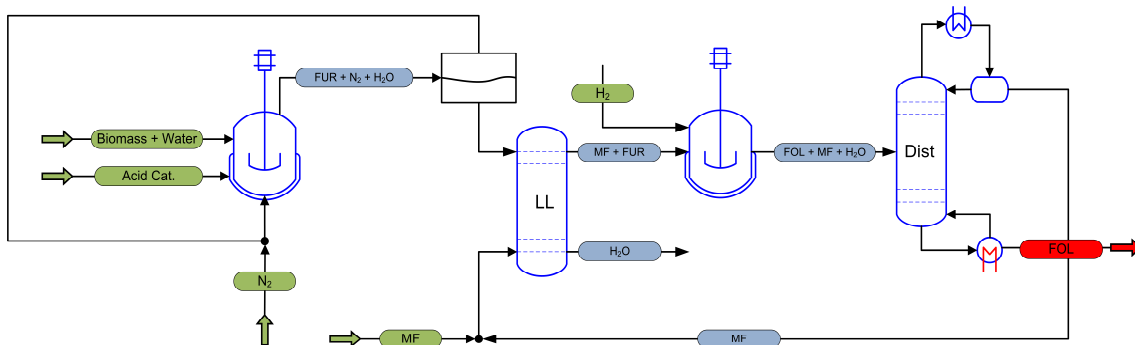 FUR + N₂ + H₂O
H₂
Biomass + Water
Acid Cat.
MF + FUR
FOL + MF + H₂O
Dist
LL
H₂O
FOL
N₂
MF
MF